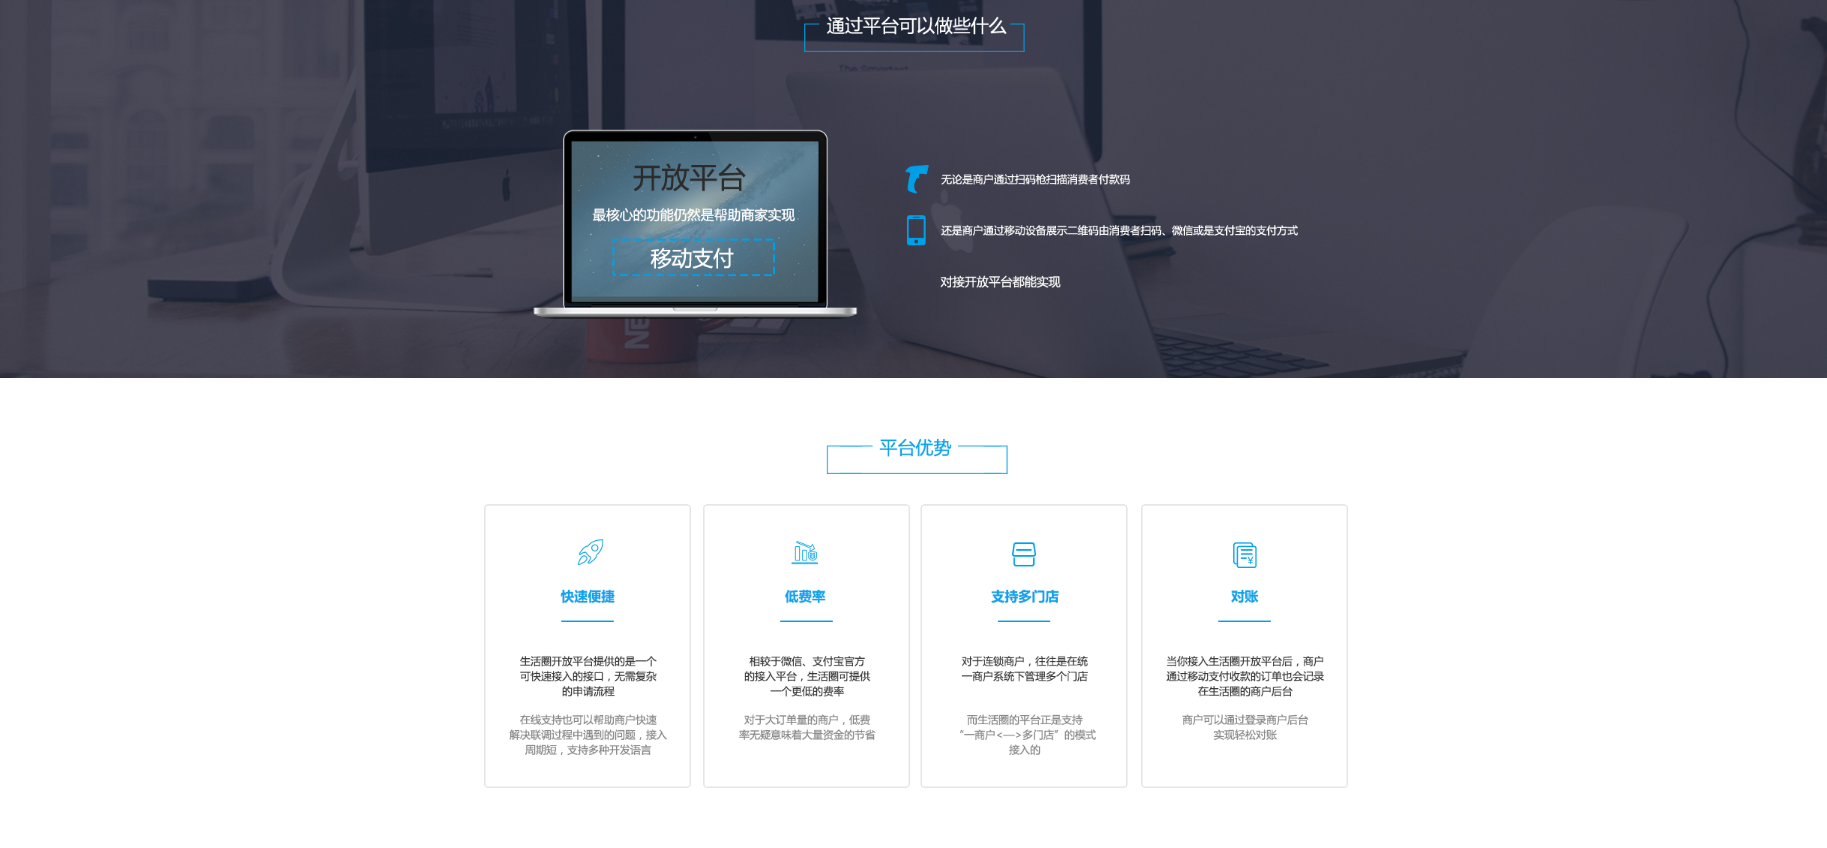 通过平台可以做些什么
The Smartest
开放平台
最核心的功能仍然是帮助商家实现
移动支付
无论是商户通过扫码枪扫描消费者付款码
还是商户通过移动设备展示二维码由消费者扫码、微信或是支付宝的支付方式
对接开放平台都能实现
平台优势
快速便捷
生活圈开放平台提供的是一个
可快速接入的接口，无需复杂
的申请流程
在线支持也可以帮助商户快速
解决联调过程中遇到的问题，接入
周期短，支持多种开发语言
低费率
相较于微信、支付宝官方
的接入平台，生活圈可提供
一个更低的费率
对于大订单量的商户，低费
率无疑意味着大量资金的节省
支持多门店
对于连锁商户，往往是在统
一商户系统下管理多个门店
而生活圈的平台正是支持
“一商户<—>多门店”的模式
接入的
对账
当你接入生活圈开放平台后，商户
通过移动支付收款的订单也会记录
在生活圈的商户后台
商户可以通过登录商户后台
实现轻松对账